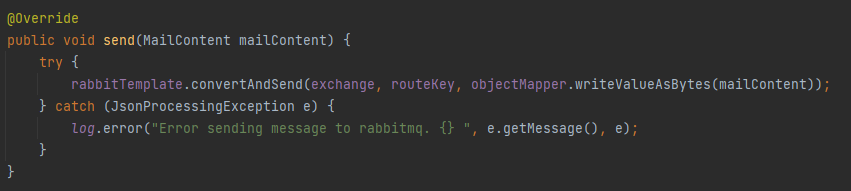 @Override
public void send(MailContent mailContent) {
    try {
        rabbitTemplate.convertAndSend(exchange, routeKey, objectMapper.writeValueAsBytes(mailContent));
    } catch (JsonProcessingException e) {
        log.error("Error sending message to rabbitmq. {} ", e.getMessage(), e);
    }
}